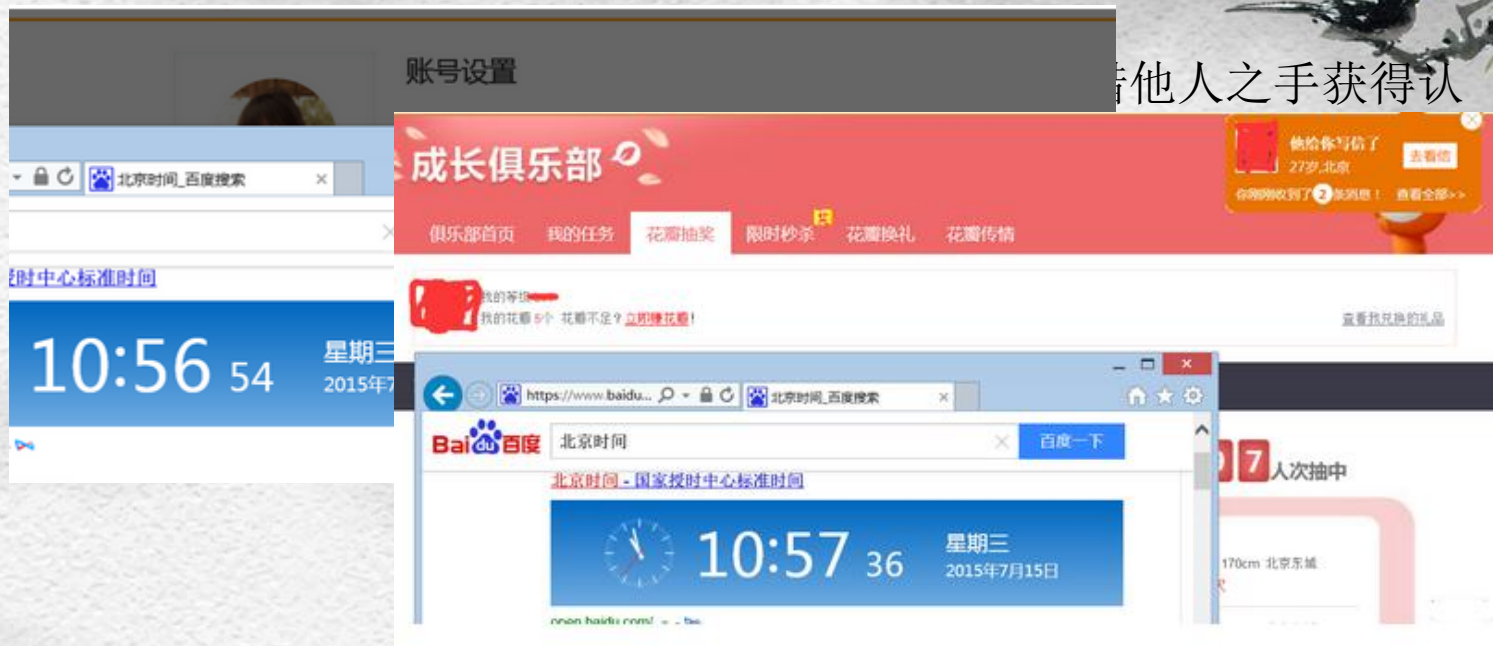 账号设置
他人之手获得认
北京时间_百度搜索
授时中心标准时间
10:56 54
星期三
2015年7
成长俱乐部
他给你写信了
27岁,北京
去看信
你刚刚收到了2条消息! 查看全部>>
俱乐部首页 我的任务 花瓣抽奖 限时秒杀 奖 花瓣换礼 花瓣传情
我的等级
我的花瓣 5个 花瓣不足?立即赚花瓣!
查看我兑换的礼品
https://www.baidu...
北京时间_百度搜索
Bai du 百度 北京时间 百度一下
北京时间 - 国家授时中心标准时间
10:57 36
星期三
2015年7月15日
7人次抽中
170cm 北京东城
open.baidu.com/